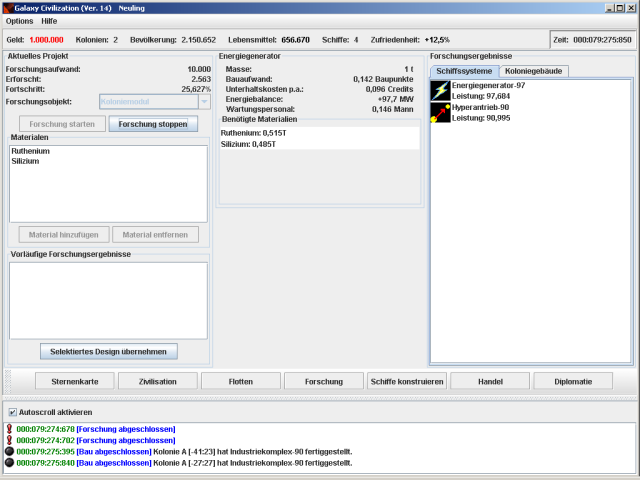 Galaxy Civilization (Ver. 14) Neuling
Options Hilfe
Geld: 1.000.000 Kolonien: 2 Bevölkerung: 2.150.652 Lebensmittel: 656.670 Schiffe: 4 Zufriedenheit: +12,5% Zeit: 000:079:275:850
Aktuelles Projekt
Forschungsaufwand: 10.000
Erforscht: 2.563
Fortschritt: 25,627%
Forschungsobjekt: Koloniemodul
Forschung starten Forschung stoppen
Materialen
Ruthenium
Silizium
Material hinzufügen Material entfernen
Vorläufige Forschungsergebnisse
Selektiertes Design übernehmen
Energiegenerator
Masse: 1 t
Bauaufwand: 0,142 Baupunkte
Unterhaltskosten p.a.: 0,096 Credits
Energiebalance: +97,7 MW
Wartungspersonal: 0,146 Mann
Benötigte Materialien
Ruthenium: 0,515T
Silizium: 0,485T
Forschungsergebnisse
Schiffssysteme Koloniegebäude
Energiegenerator-97
Leistung: 97,684
Hyperantrieb-90
Leistung: 90,995
Sternenkarte Zivilisation Flotten Forschung Schiffe konstruieren Handel Diplomatie
Autoscroll aktivieren
000:079:274:678 [Forschung abgeschlossen]
000:079:274:702 [Forschung abgeschlossen]
000:079:275:395 [Bau abgeschlossen] Kolonie A [-41:23] hat Industriekomplex-90 fertiggestellt.
000:079:275:840 [Bau abgeschlossen] Kolonie A [-27:27] hat Industriekomplex-90 fertiggestellt.